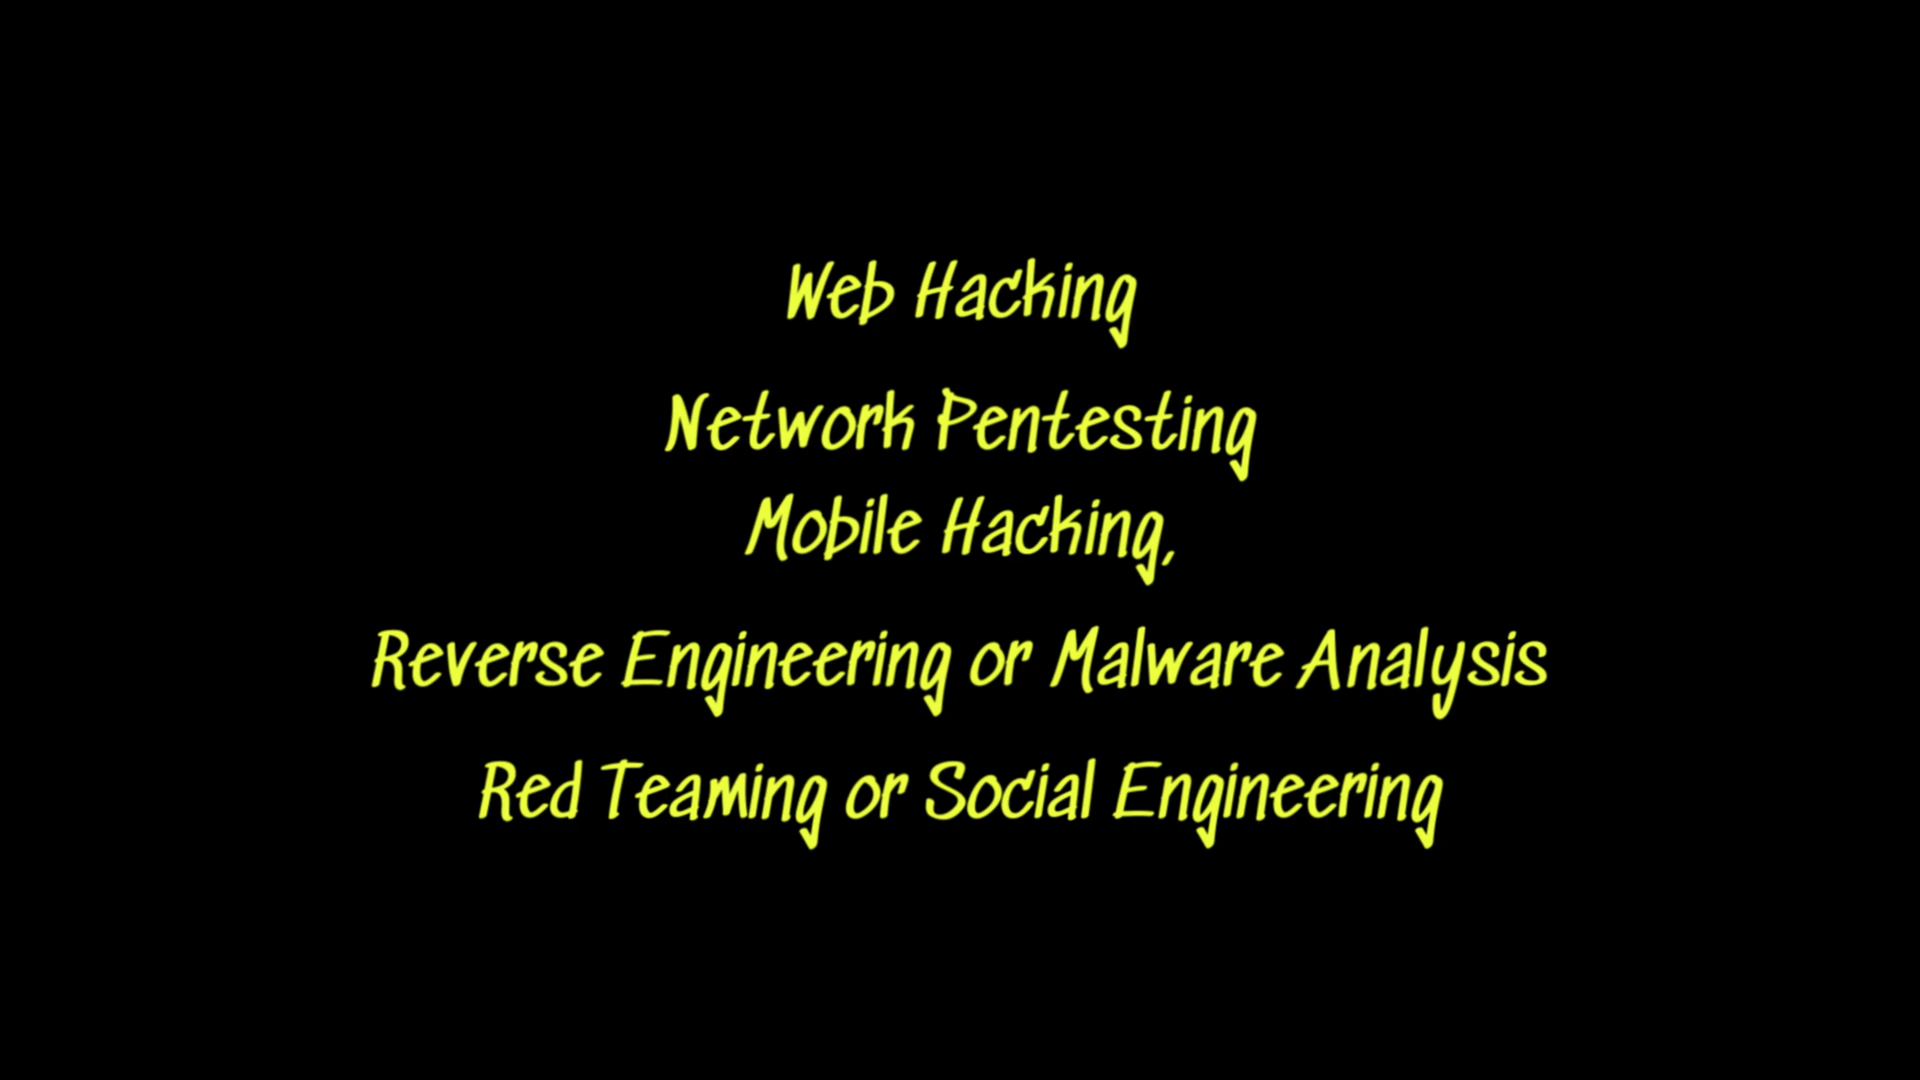 Web Hacking
Network Pentesting
Mobile Hacking,
Reverse Engineering or Malware Analysis
Red Teaming or Social Engineering